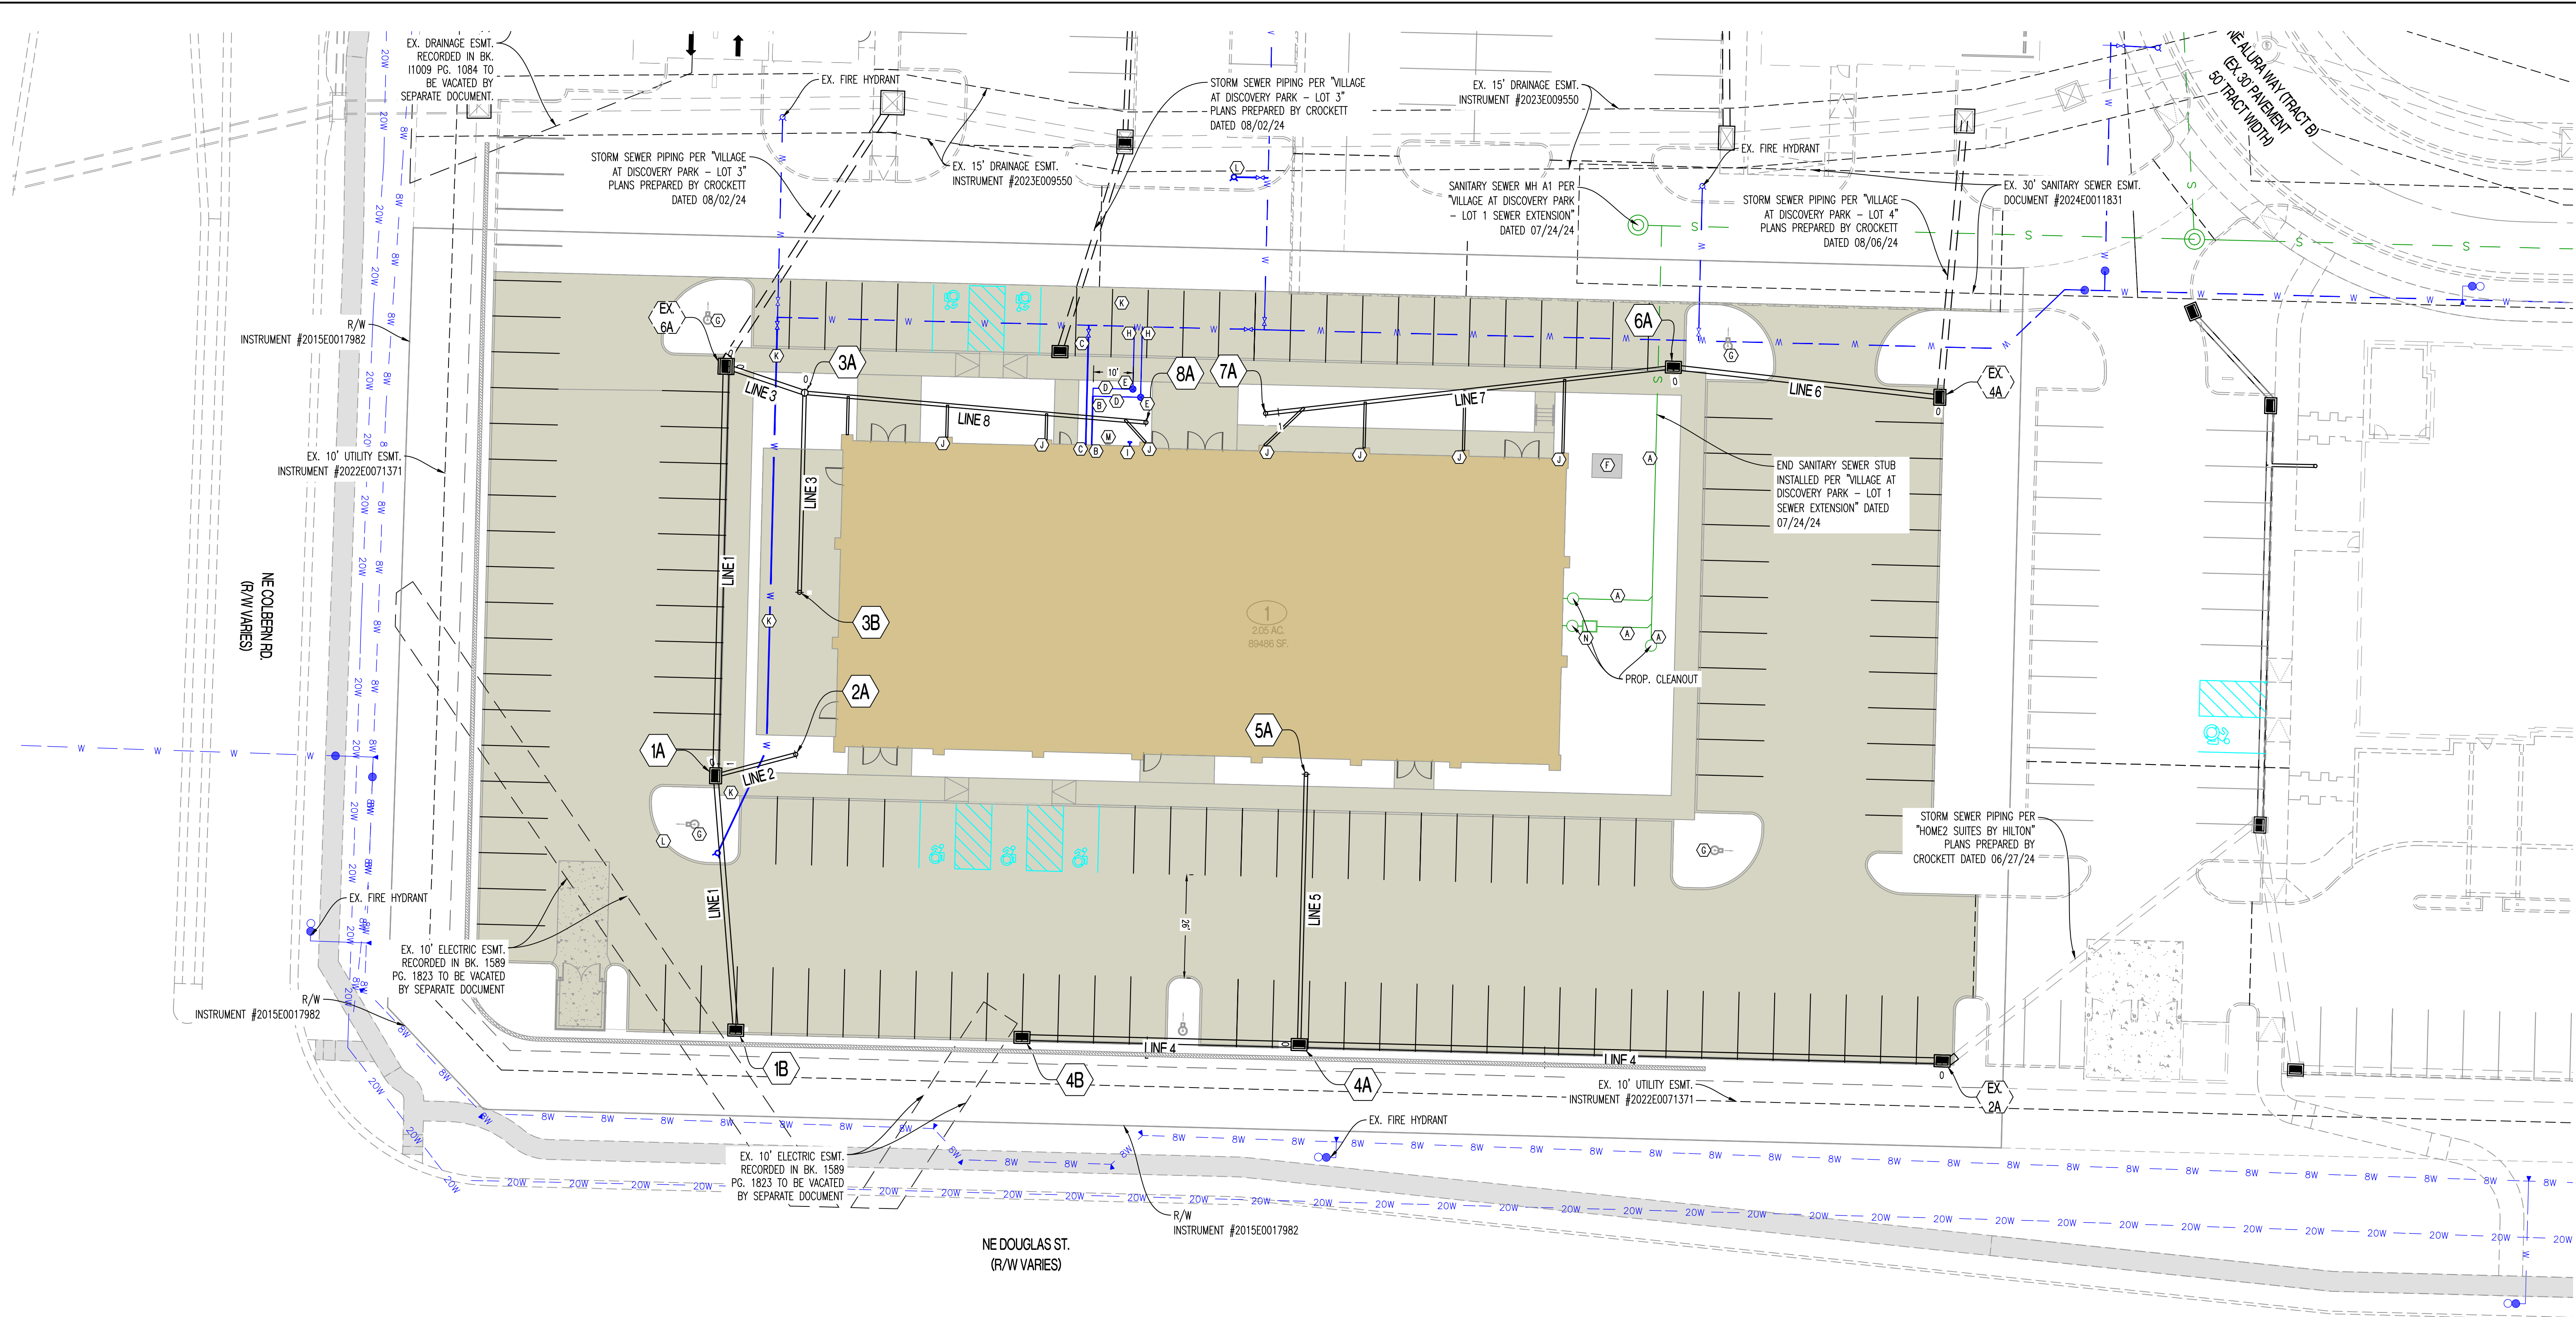 EX. DRAINAGE ESMT.
RECORDED IN BK.
I1009 PG. 1084 TO
BE VACATED BY
SEPARATE DOCUMENT.
EX. FIRE HYDRANT
STORM SEWER PIPING PER "VILLAGE
AT DISCOVERY PARK – LOT 3"
PLANS PREPARED BY CROCKETT
DATED 08/02/24
EX. 15' DRAINAGE ESMT.
INSTRUMENT #2023E009550
NE ALURA WAY (TRACT B)
(EX. 30' PAVEMENT
50' TRACT WIDTH)
STORM SEWER PIPING PER "VILLAGE
AT DISCOVERY PARK – LOT 3"
PLANS PREPARED BY CROCKETT
DATED 08/02/24
EX. 15' DRAINAGE ESMT.
INSTRUMENT #2023E009550
L
EX. FIRE HYDRANT
SANITARY SEWER MH A1 PER
"VILLAGE AT DISCOVERY PARK
– LOT 1 SEWER EXTENSION"
DATED 07/24/24
STORM SEWER PIPING PER "VILLAGE
AT DISCOVERY PARK – LOT 4"
PLANS PREPARED BY CROCKETT
DATED 08/06/24
EX. 30' SANITARY SEWER ESMT.
DOCUMENT #2024E0011831
R/W
INSTRUMENT #2015E0017982
EX.
6A
G
K
C
H
H
6A
G
K
3A
LINE 3
10'
D
E
D
E
B
8A
7A
LINE 7
LINE 6
EX.
4A
LINE 8
M
J
J
C
B
I
J
J
J
J
J
F
A
EX. 10' UTILITY ESMT.
INSTRUMENT #2022E0071371
LINE 3
LINE 1
END SANITARY SEWER STUB
INSTALLED PER "VILLAGE AT
DISCOVERY PARK – LOT 1
SEWER EXTENSION" DATED
07/24/24
NE COLBERN RD.
(R/W VARIES)
K
3B
1
2.05 AC.
89486 SF.
A
A
A
N
PROP. CLEANOUT
2A
5A
1A
LINE 2
K
G
L
G
LINE 1
LINE 5
26'
STORM SEWER PIPING PER
"HOME2 SUITES BY HILTON"
PLANS PREPARED BY
CROCKETT DATED 06/27/24
EX. FIRE HYDRANT
EX. 10' ELECTRIC ESMT.
RECORDED IN BK. 1589
PG. 1823 TO BE VACATED
BY SEPARATE DOCUMENT
R/W
INSTRUMENT #2015E0017982
1B
4B
LINE 4
4A
LINE 4
EX. 10' UTILITY ESMT.
INSTRUMENT #2022E0071371
EX.
2A
EX. FIRE HYDRANT
EX. 10' ELECTRIC ESMT.
RECORDED IN BK. 1589
PG. 1823 TO BE VACATED
BY SEPARATE DOCUMENT
R/W
INSTRUMENT #2015E0017982
NE DOUGLAS ST.
(R/W VARIES)